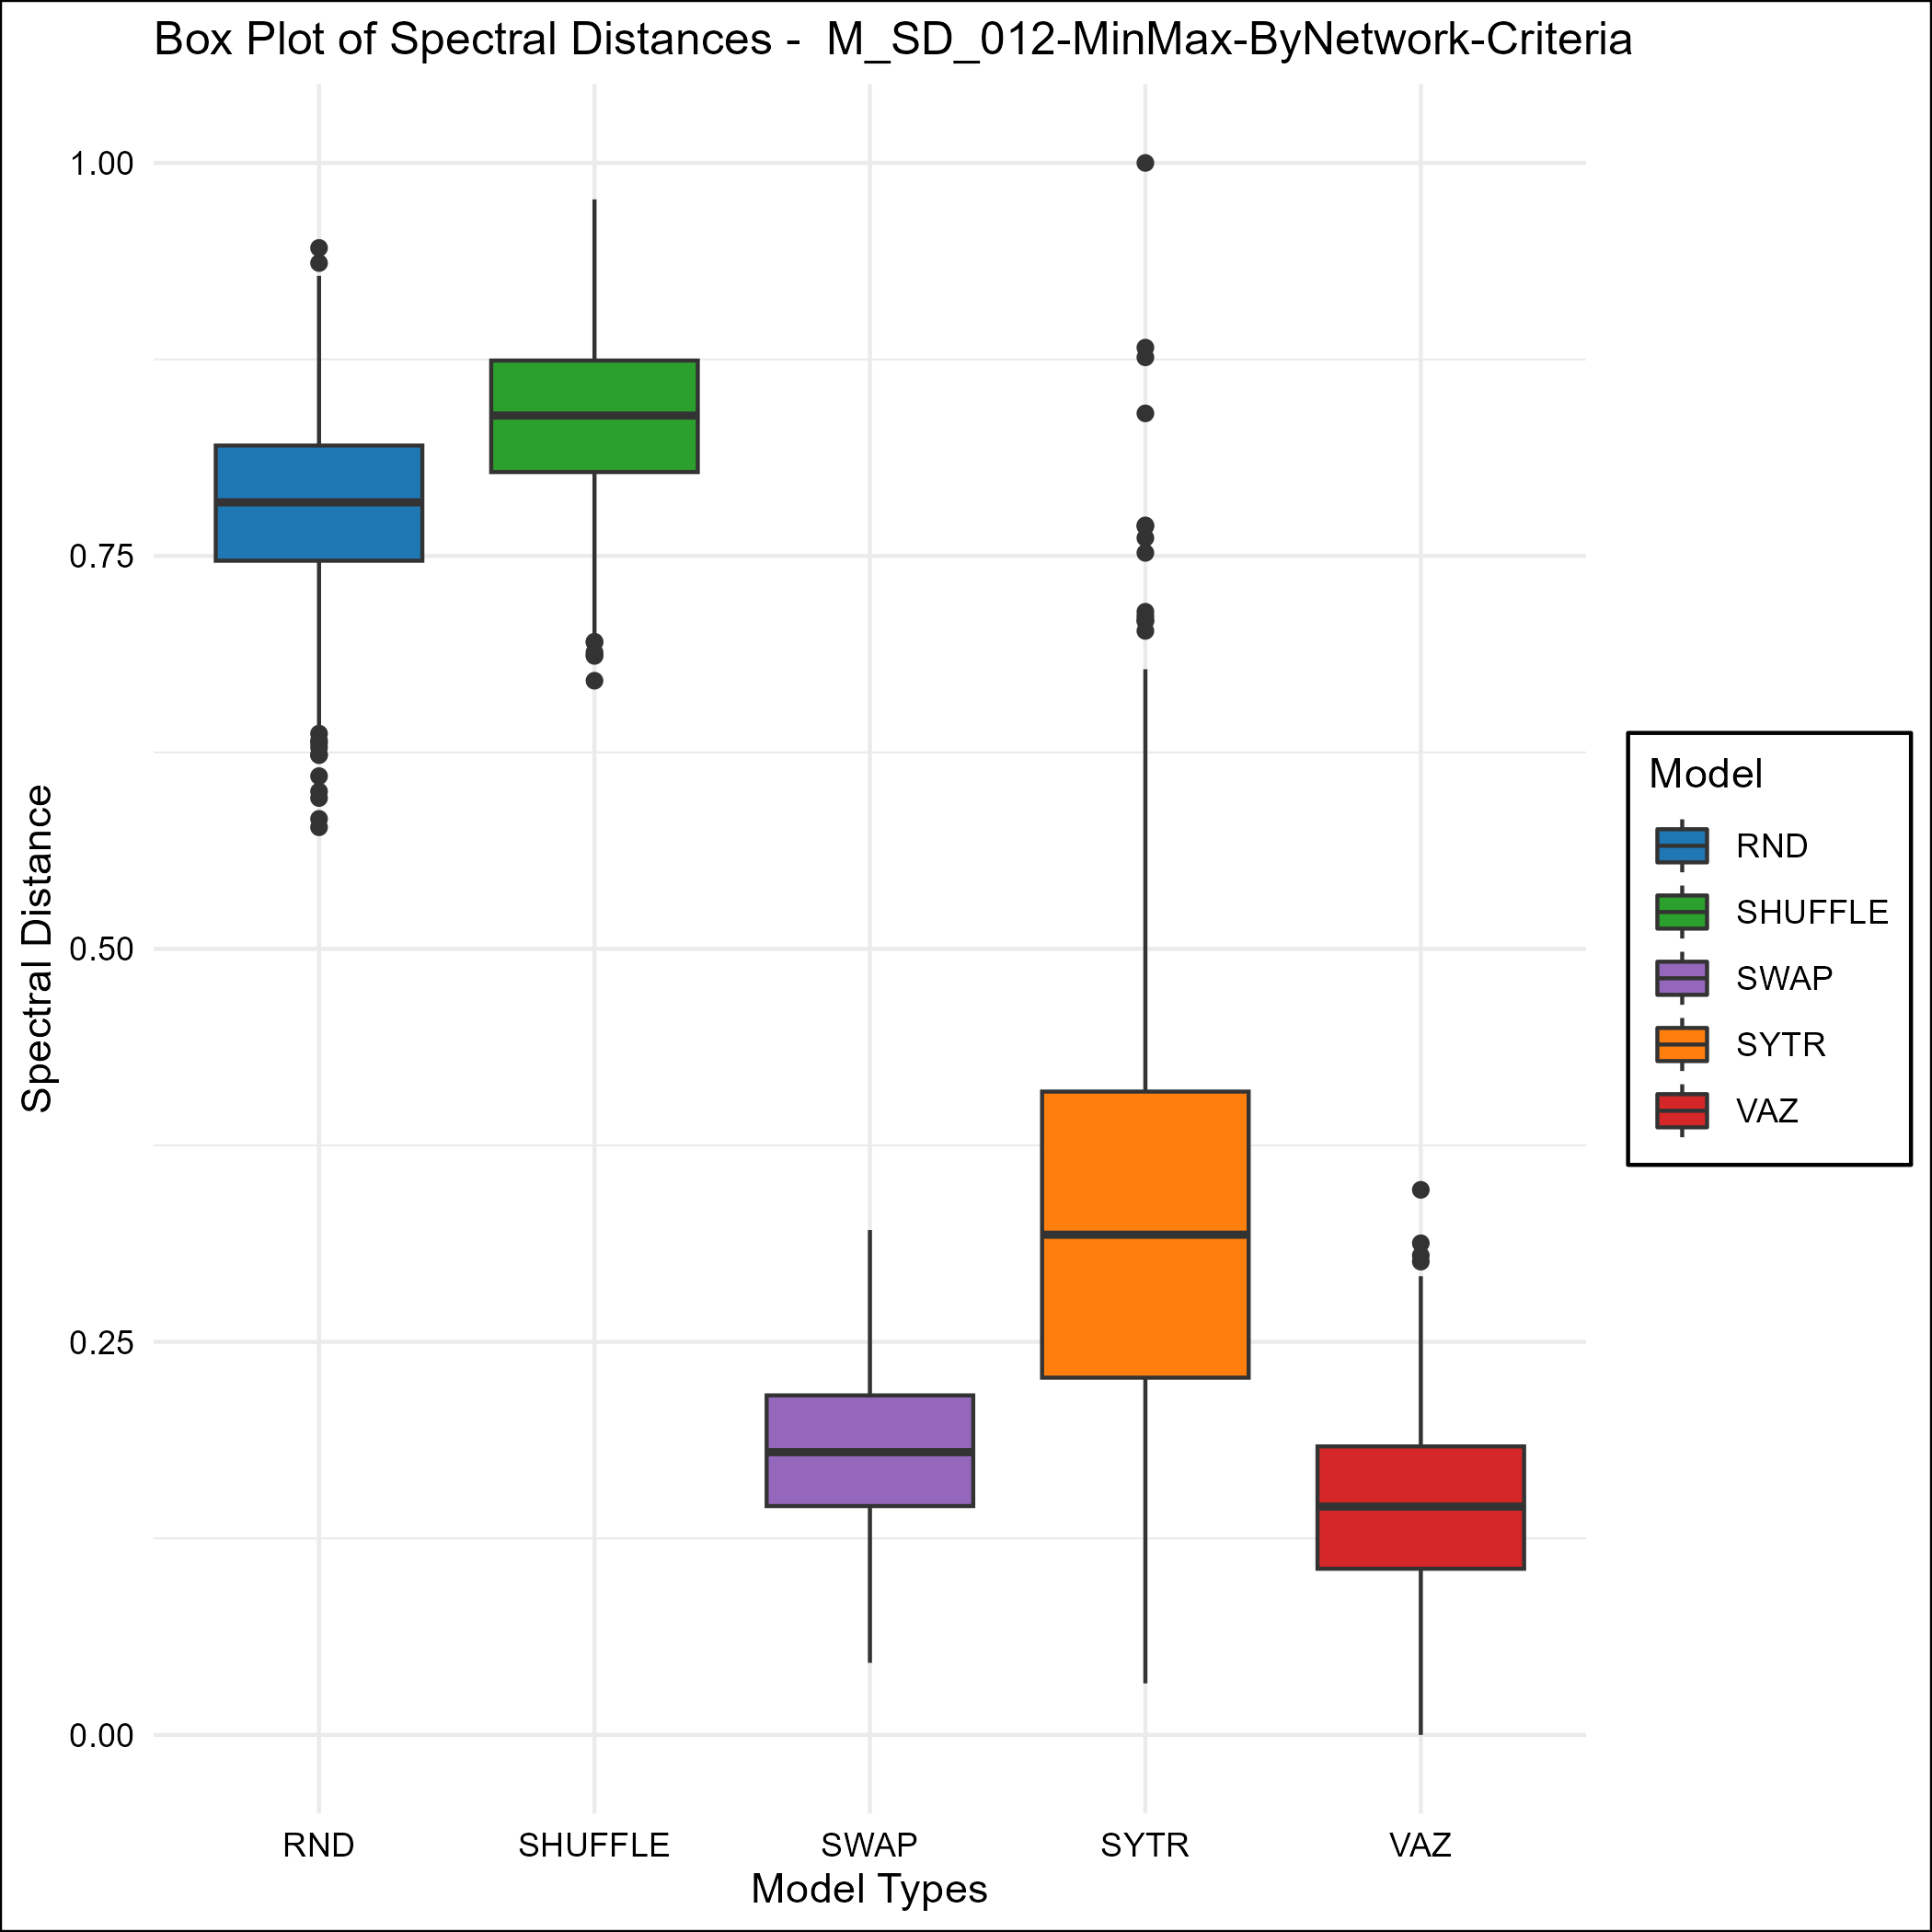 Box Plot of Spectral Distances -  M_SD_012-MinMax-ByNetwork-Criteria
Spectral Distance
1.00
0.75
0.50
0.25
0.00
RND
SHUFFLE
SWAP
SYTR
VAZ
Model Types
Model
RND
SHUFFLE
SWAP
SYTR
VAZ